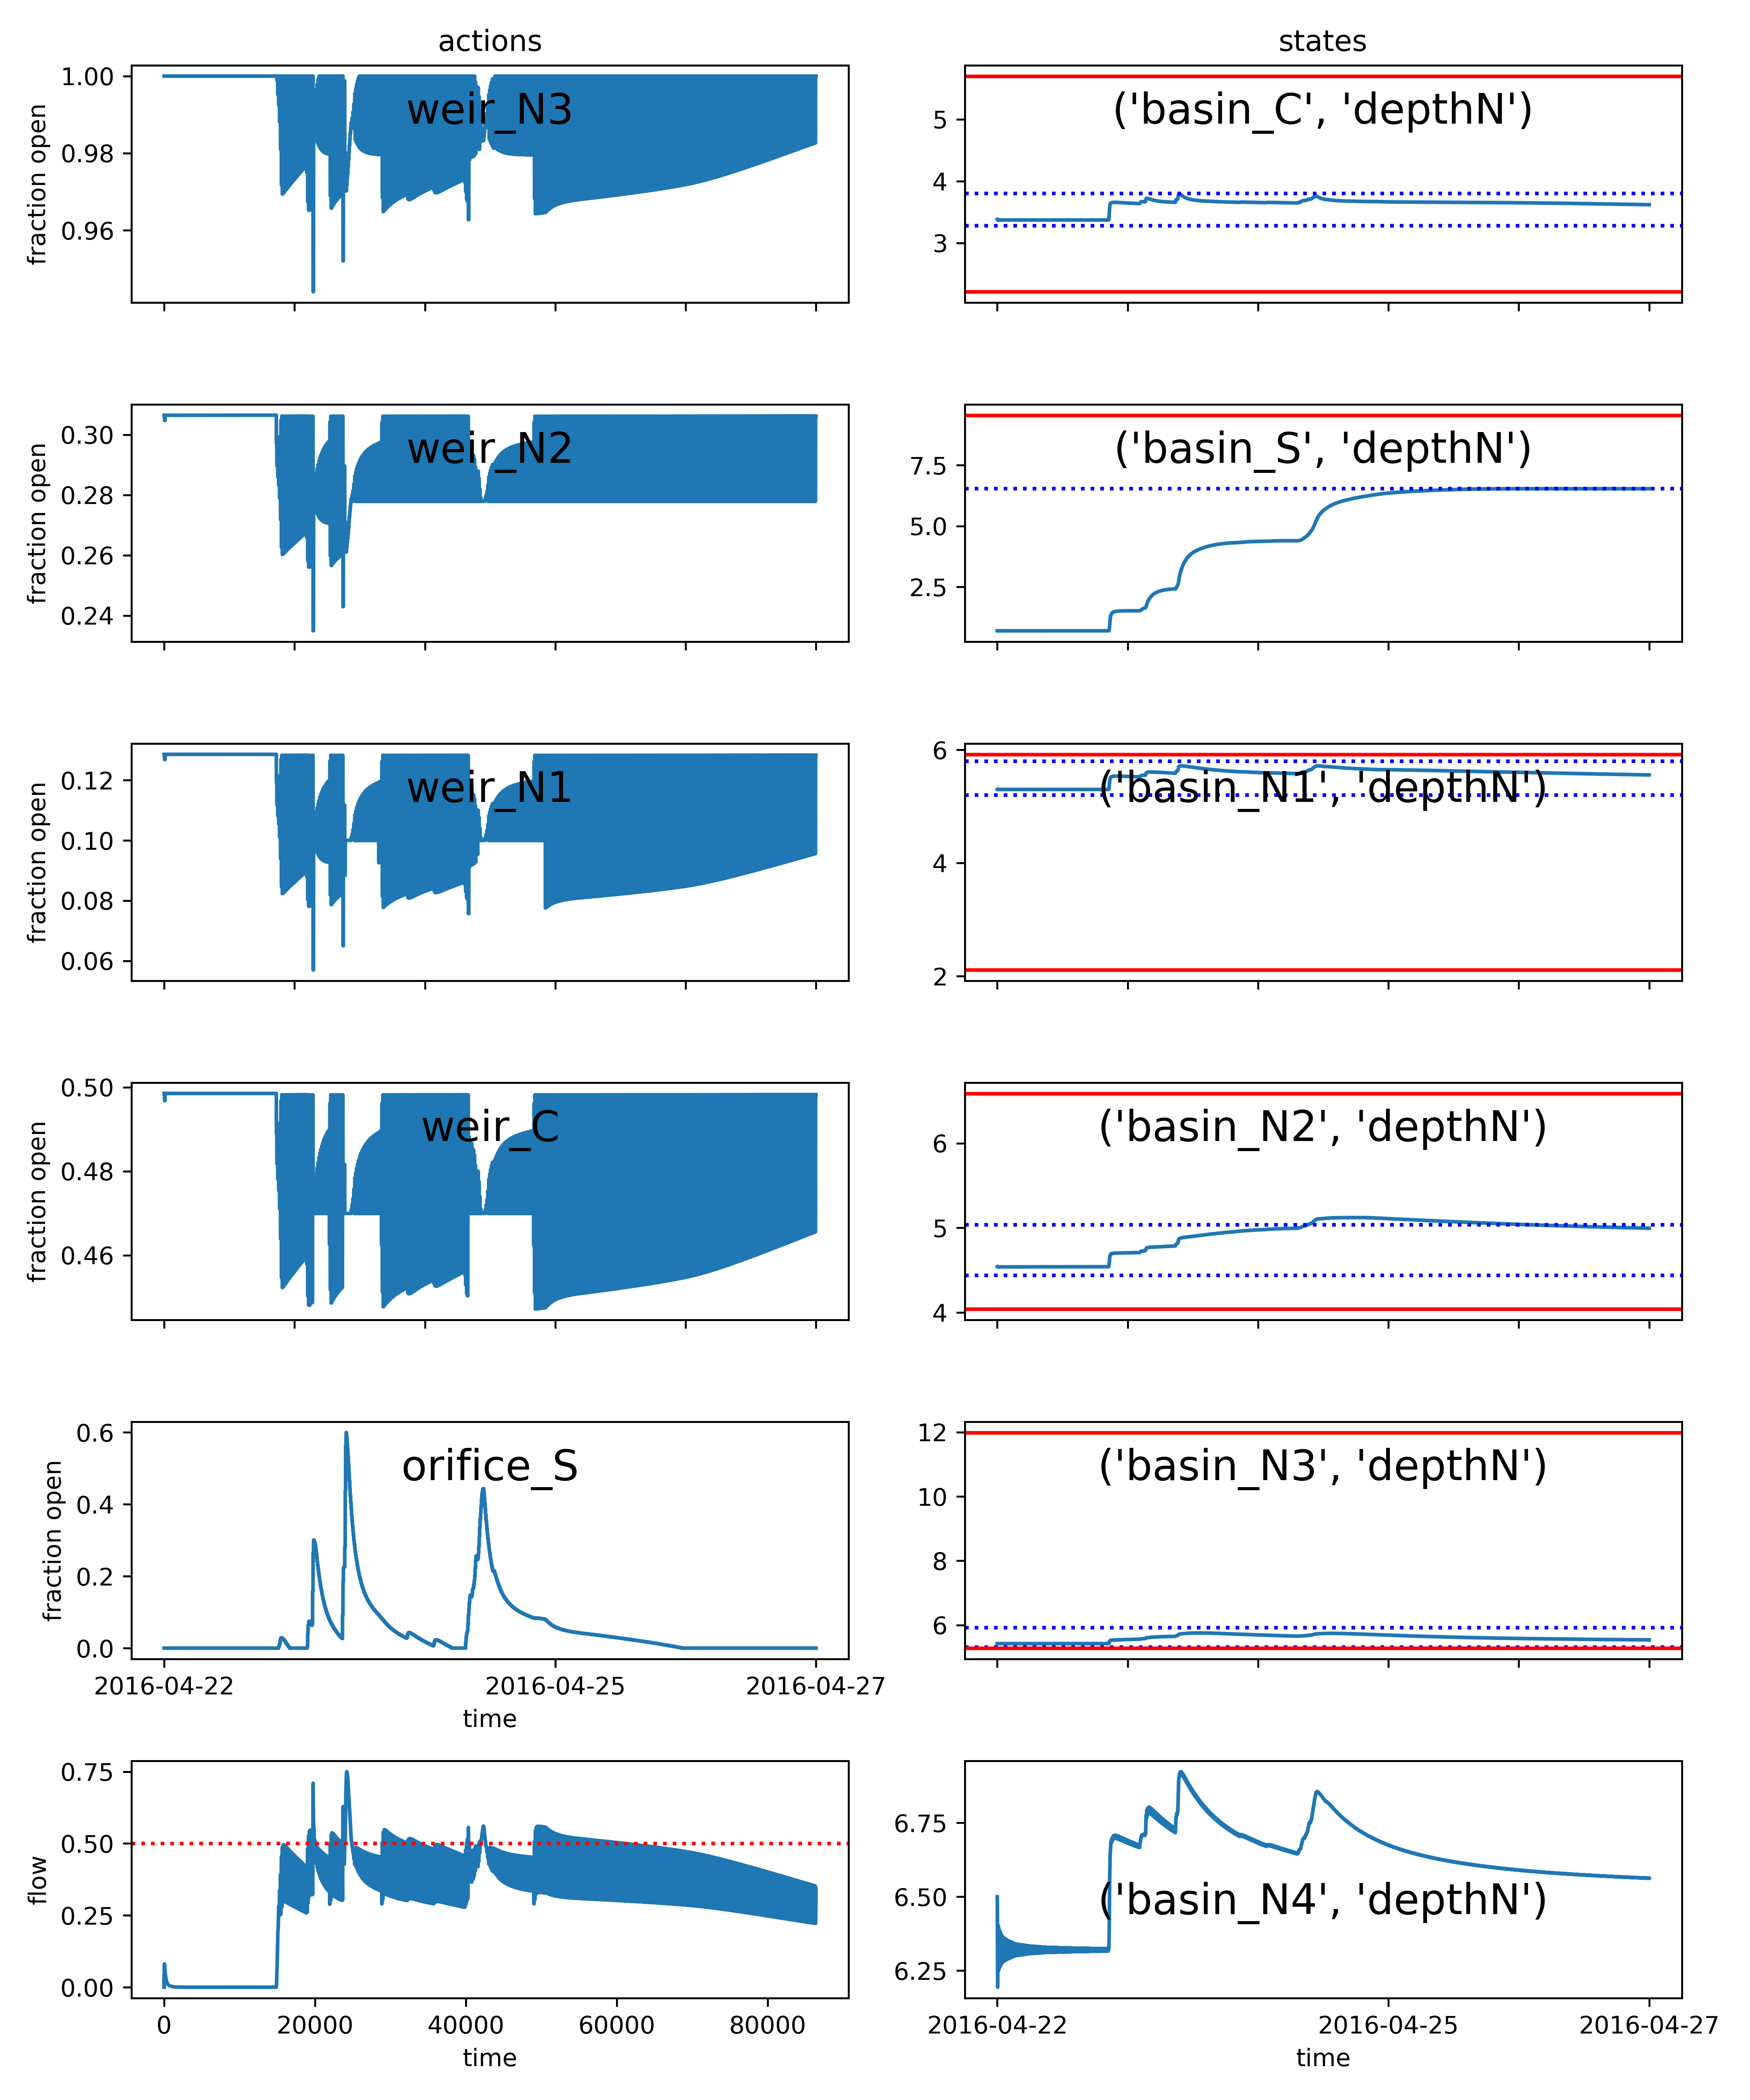 actions
states
1.00
0.98
0.96
fraction open
weir_N3
5
4
3
('basin_C', 'depthN')
0.30
0.28
0.26
0.24
fraction open
weir_N2
7.5
5.0
2.5
('basin_S', 'depthN')
0.12
0.10
0.08
0.06
fraction open
weir_N1
6
4
2
('basin_N1', 'depthN')
0.50
0.48
0.46
fraction open
weir_C
6
5
4
('basin_N2', 'depthN')
0.6
0.4
0.2
0.0
fraction open
orifice_S
2016-04-22 2016-04-25 2016-04-27
time
12
10
8
6
('basin_N3', 'depthN')
0.75
0.50
0.25
0.00
flow
0 20000 40000 60000 80000
time
6.75
6.50
6.25
('basin_N4', 'depthN')
2016-04-22 2016-04-25 2016-04-27
time